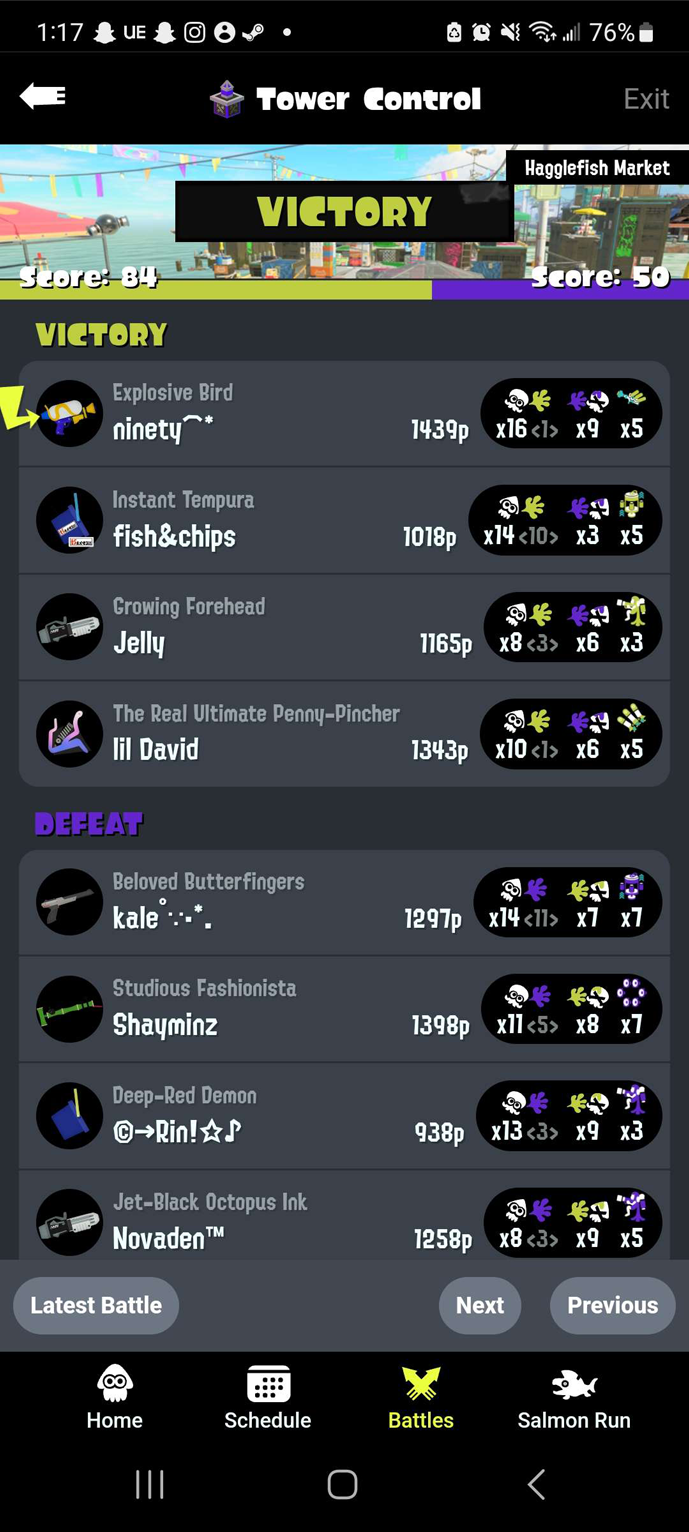 1:17 UE 76%
Tower Control Exit
Hagglefish Market
VICTORY
Score: 84 Score: 50
VICTORY
Explosive Bird
ninety⌒* 1439p x16 <1> x9 x5
Instant Tempura
fish&chips 1018p x14 <10> x3 x5
Growing Forehead
Jelly 1165p x8 <3> x6 x3
The Real Ultimate Penny-Pincher
lil David 1343p x10 <1> x6 x5
DEFEAT
Beloved Butterfingers
kale°∵•*. 1297p x14 <11> x7 x7
Studious Fashionista
Shayminz 1398p x11 <5> x8 x7
Deep-Red Demon
©→Rin!☆♪ 938p x13 <3> x9 x3
Jet-Black Octopus Ink
Novaden™ 1258p x8 <3> x9 x5
Latest Battle Next Previous
Home Schedule Battles Salmon Run